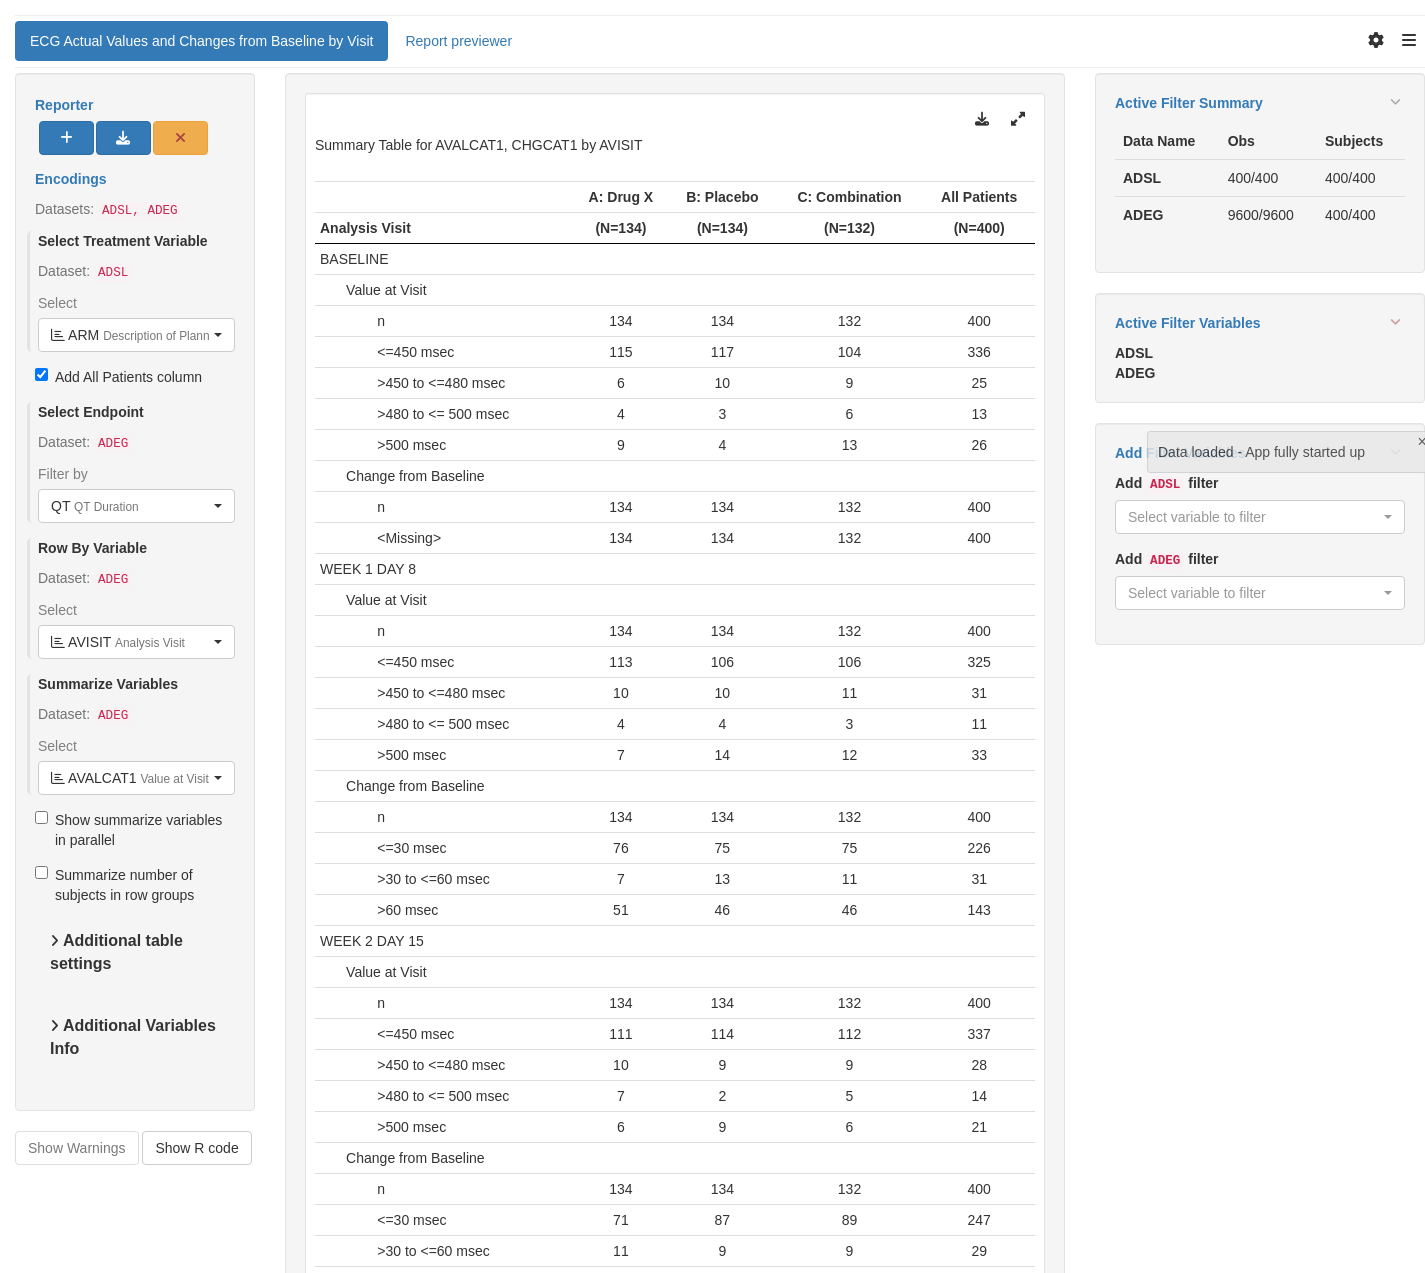 ECG Actual Values and Changes from Baseline by Visit
Report previewer
Reporter
Encodings
Datasets: ADSL, ADEG
Select Treatment Variable
Dataset: ADSL
Select
ARM Description of Plann
Add All Patients column
Select Endpoint
Dataset: ADEG
Filter by
QT QT Duration
Row By Variable
Dataset: ADEG
Select
AVISIT Analysis Visit
Summarize Variables
Dataset: ADEG
Select
AVALCAT1 Value at Visit
Show summarize variables
in parallel
Summarize number of
subjects in row groups
Additional table
settings
Additional Variables
Info
Show Warnings
Show R code
Summary Table for AVALCAT1, CHGCAT1 by AVISIT
A: Drug X B: Placebo C: Combination All Patients
Analysis Visit (N=134) (N=134) (N=132) (N=400)
BASELINE
Value at Visit
n 134 134 132 400
<=450 msec 115 117 104 336
>450 to <=480 msec 6 10 9 25
>480 to <= 500 msec 4 3 6 13
>500 msec 9 4 13 26
Change from Baseline
n 134 134 132 400
<Missing> 134 134 132 400
WEEK 1 DAY 8
Value at Visit
n 134 134 132 400
<=450 msec 113 106 106 325
>450 to <=480 msec 10 10 11 31
>480 to <= 500 msec 4 4 3 11
>500 msec 7 14 12 33
Change from Baseline
n 134 134 132 400
<=30 msec 76 75 75 226
>30 to <=60 msec 7 13 11 31
>60 msec 51 46 46 143
WEEK 2 DAY 15
Value at Visit
n 134 134 132 400
<=450 msec 111 114 112 337
>450 to <=480 msec 10 9 9 28
>480 to <= 500 msec 7 2 5 14
>500 msec 6 9 6 21
Change from Baseline
n 134 134 132 400
<=30 msec 71 87 89 247
>30 to <=60 msec 11 9 9 29
Active Filter Summary
Data Name Obs Subjects
ADSL 400/400 400/400
ADEG 9600/9600 400/400
Active Filter Variables
ADSL
ADEG
Add
Data loaded - App fully started up
×
Add ADSL filter
Select variable to filter
Add ADEG filter
Select variable to filter